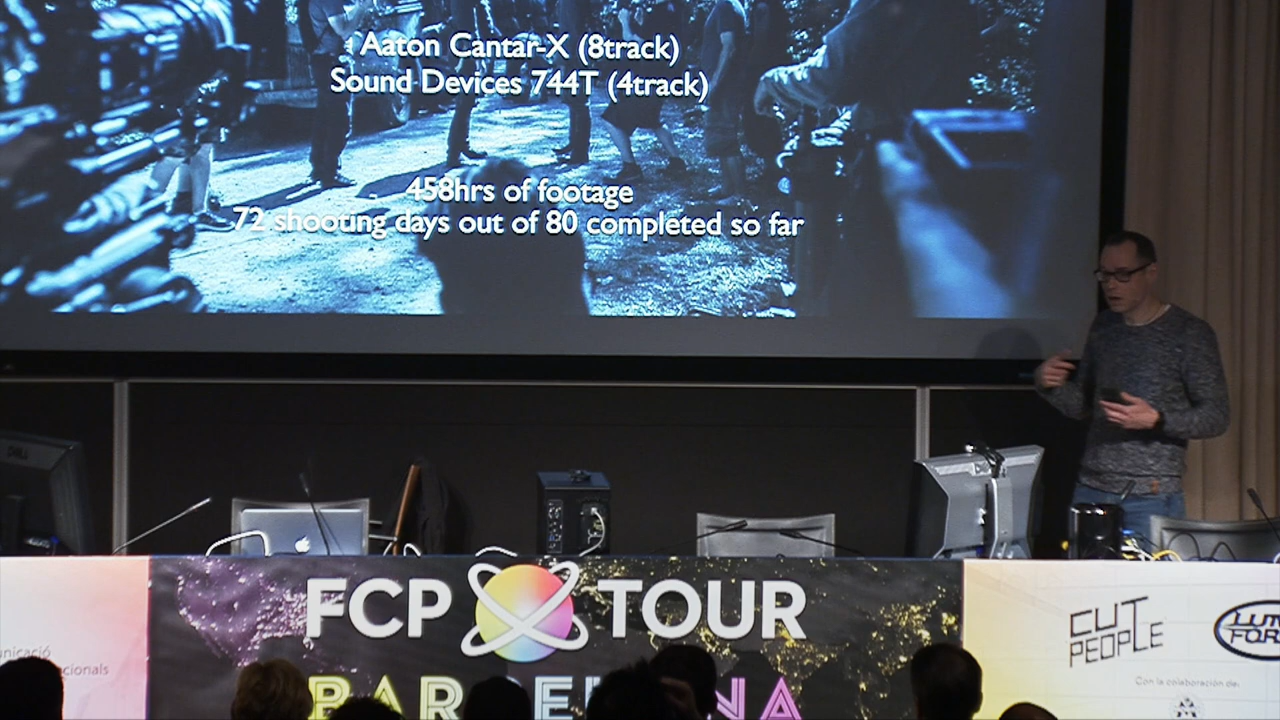 Aaton Cantar-X (8track)
Sound Devices 744T (4track)
458hrs of footage
72 shooting days out of 80 completed so far
FCP TOUR
CUT
PEOPLE
Con la colaboración de: